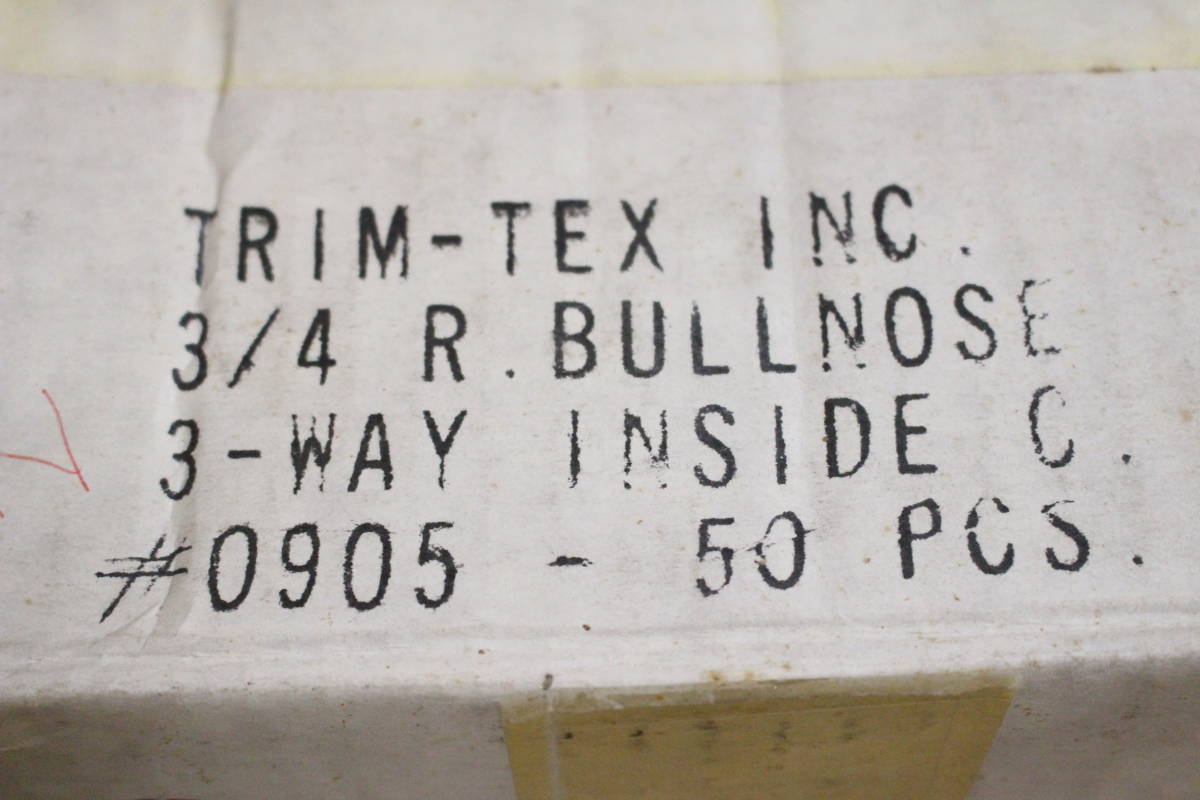 TRIM-TEX INC.
3/4 R.BULLNOSE
3-WAY INSIDE C.
#0905 - 50 PCS.